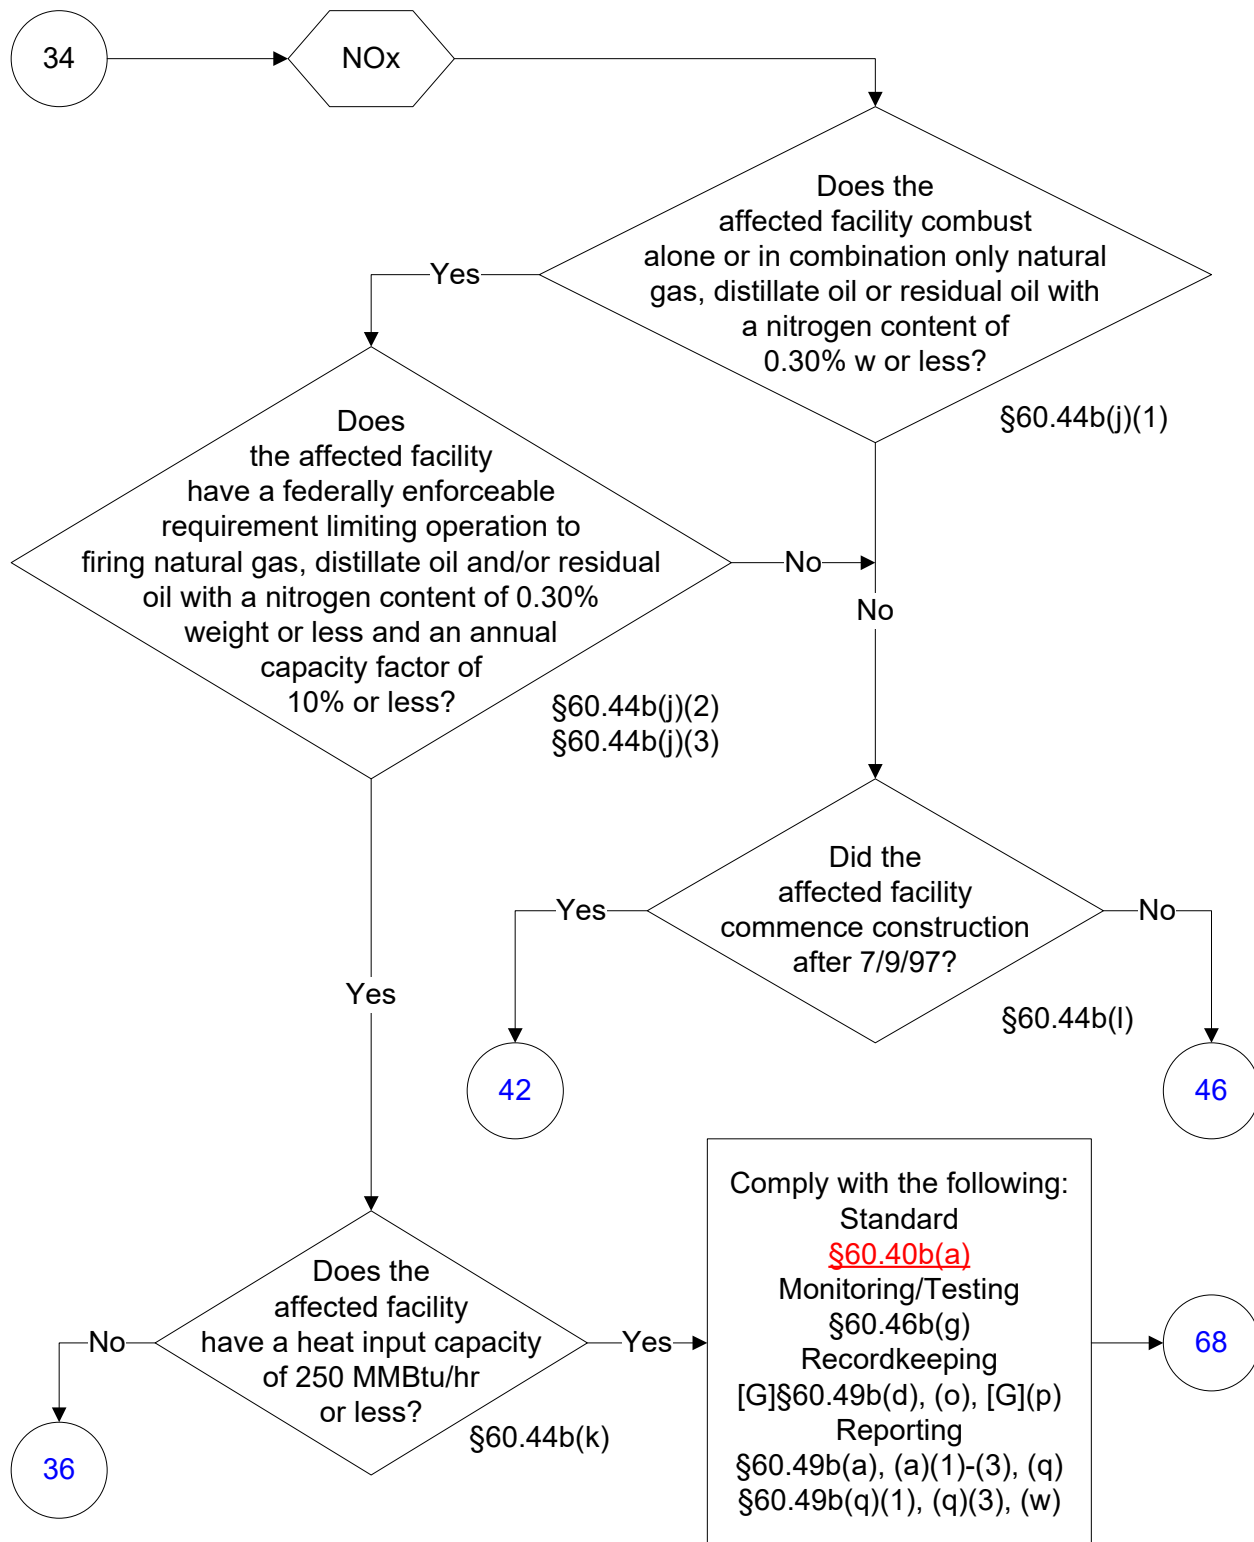 34
NOx
Does the
affected facility combust
alone or in combination only natural
gas, distillate oil or residual oil with
a nitrogen content of
0.30% w or less?
§60.44b(j)(1)
Yes
No
Does
the affected facility
have a federally enforceable
requirement limiting operation to
firing natural gas, distillate oil and/or residual
oil with a nitrogen content of 0.30%
weight or less and an annual
capacity factor of
10% or less?
§60.44b(j)(2)
§60.44b(j)(3)
No
Yes
Did the
affected facility
commence construction
after 7/9/97?
§60.44b(l)
Yes
No
42
46
Does the
affected facility
have a heat input capacity
of 250 MMBtu/hr
or less?
§60.44b(k)
No
Yes
36
Comply with the following:
Standard
§60.40b(a)
Monitoring/Testing
§60.46b(g)
Recordkeeping
[G]§60.49b(d), (o), [G](p)
Reporting
§60.49b(a), (a)(1)-(3), (q)
§60.49b(q)(1), (q)(3), (w)
68